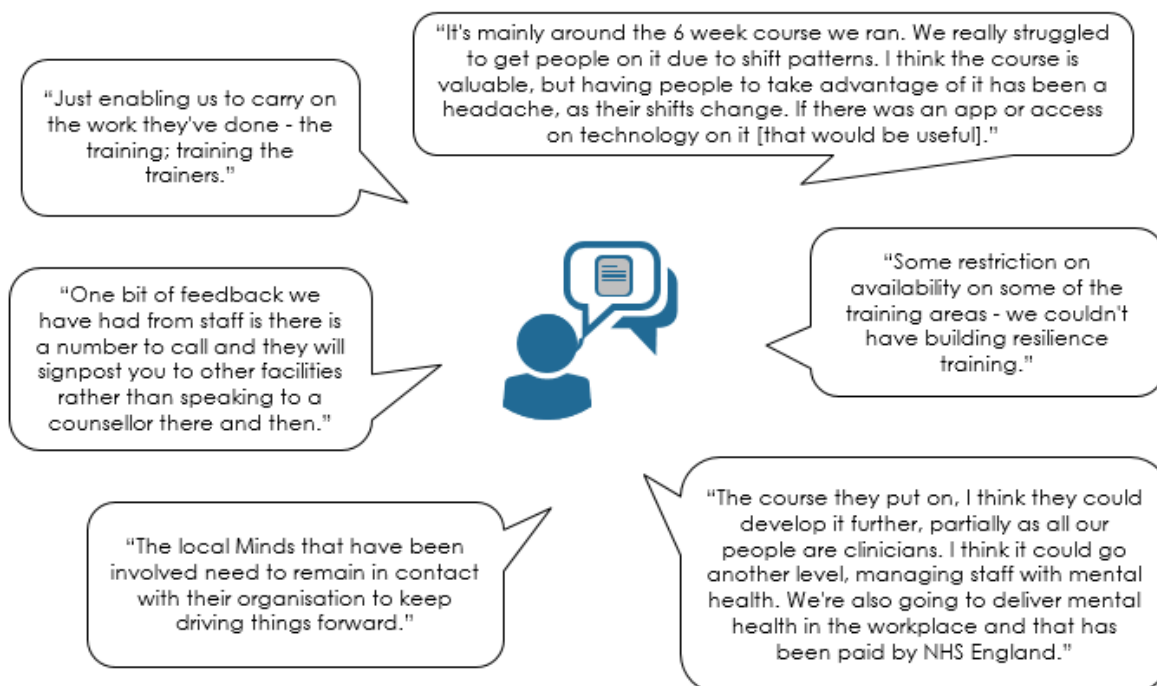 “It's mainly around the 6 week course we ran. We really struggled
to get people on it due to shift patterns. I think the course is
valuable, but having people to take advantage of it has been a
headache, as their shifts change. If there was an app or access
on technology on it [that would be useful].”
“Just enabling us to carry on
the work they've done - the
training; training the
trainers.”
“Some restriction on
availability on some of the
training areas - we couldn't
have building resilience
training.”
“One bit of feedback we
have had from staff is there is
a number to call and they will
signpost you to other facilities
rather than speaking to a
counsellor there and then.”
“The course they put on, I think they could
develop it further, partially as all our
people are clinicians. I think it could go
another level, managing staff with mental
health. We're also going to deliver mental
health in the workplace and that has
been paid by NHS England.”
“The local Minds that have been
involved need to remain in contact
with their organisation to keep
driving things forward.”